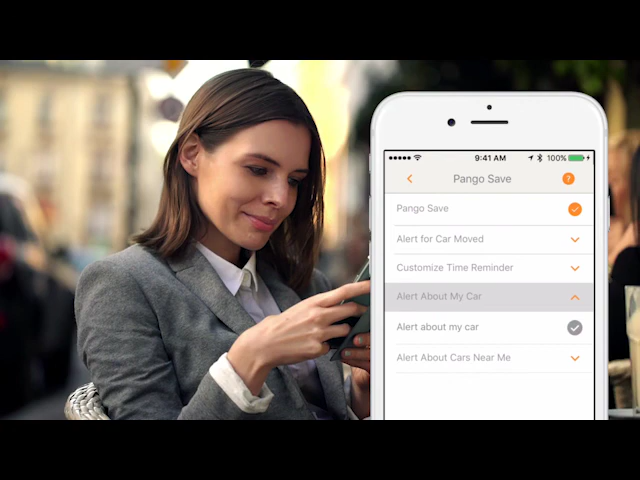 9:41 AM 100%
Pango Save ?
Pango Save
Alert for Car Moved
Customize Time Reminder
Alert About My Car
Alert about my car
Alert About Cars Near Me